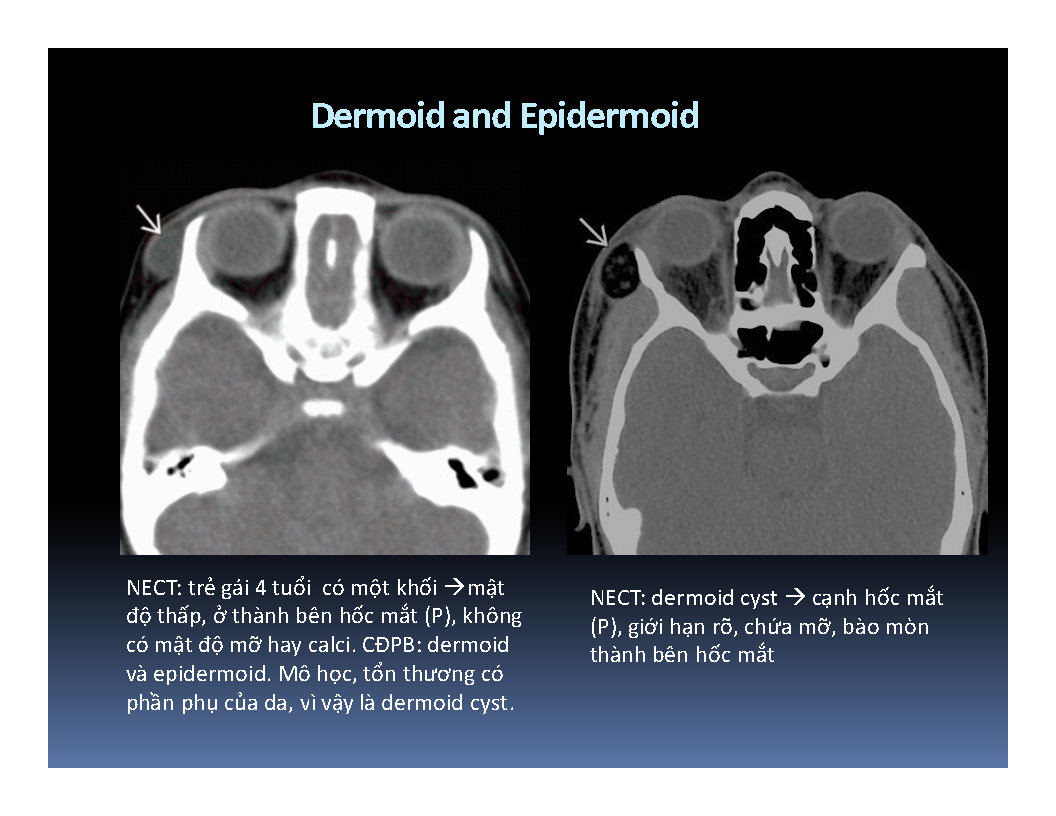 Dermoid and Epidermoid
NECT: trẻ gái 4 tuổi có một khối →mật
độ thấp, ở thành bên hốc mắt (P), không
có mật độ mỡ hay calci. CĐPB: dermoid
và epidermoid. Mô học, tổn thương có
phần phụ của da, vì vậy là dermoid cyst.
NECT: dermoid cyst → cạnh hốc mắt
(P), giới hạn rõ, chứa mỡ, bào mòn
thành bên hốc mắt